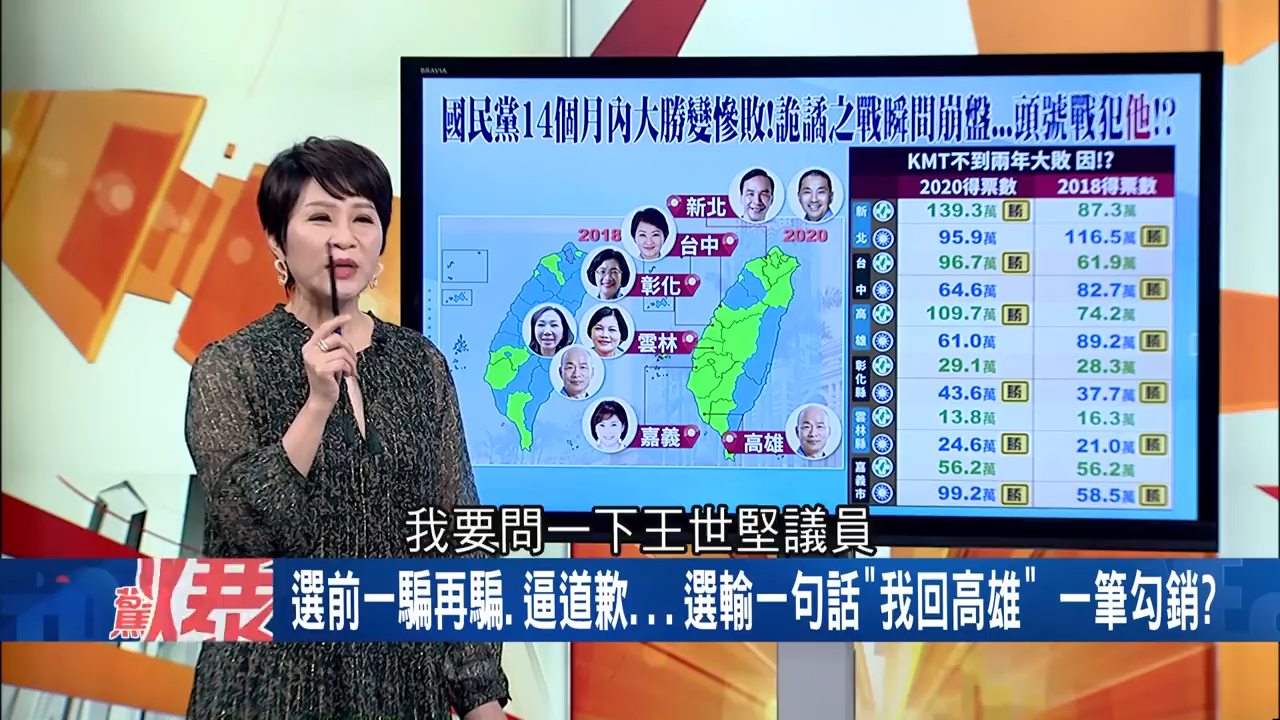 BRAVIA
國民黨14個月內大勝變慘敗!詭譎之戰瞬間崩盤...頭號戰犯他!?
KMT不到兩年大敗 因!?
2020得票數 2018得票數
新北 139.3萬 勝 87.3萬
95.9萬 116.5萬 勝
台中 96.7萬 勝 61.9萬
64.6萬 82.7萬 勝
高雄 109.7萬 勝 74.2萬
61.0萬 89.2萬 勝
彰化縣 29.1萬 28.3萬
43.6萬 勝 37.7萬 勝
雲林縣 13.8萬 16.3萬
24.6萬 勝 21.0萬 勝
嘉義市 56.2萬 56.2萬
99.2萬 勝 58.5萬 勝
新北
2018 台中 2020
彰化
雲林
嘉義 高雄
我要問一下王世堅議員
驚爆 選前一騙再騙.逼道歉...選輸一句話"我回高雄" 一筆勾銷?